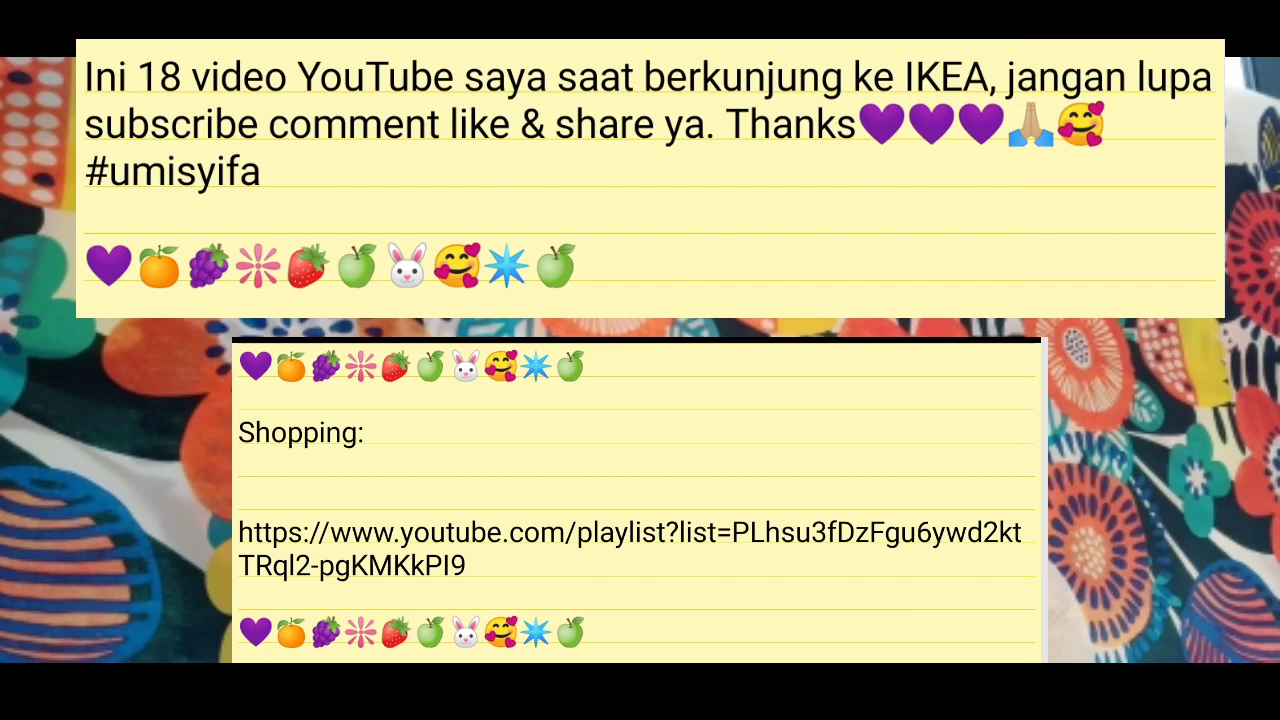 Ini 18 video YouTube saya saat berkunjung ke IKEA, jangan lupa
subscribe comment like & share ya. Thanks💜💜💜🙏🏼🥰
#umisyifa
💜🍊🍇❇️🍓🍏🐰🥰✴️🍏
💜🍊🍇❇️🍓🍏🐰🥰✴️🍏
Shopping:
https://www.youtube.com/playlist?list=PLhsu3fDzFgu6ywd2kt
TRql2-pgKMKkPI9
💜🍊🍇❇️🍓🍏🐰🥰✴️🍏